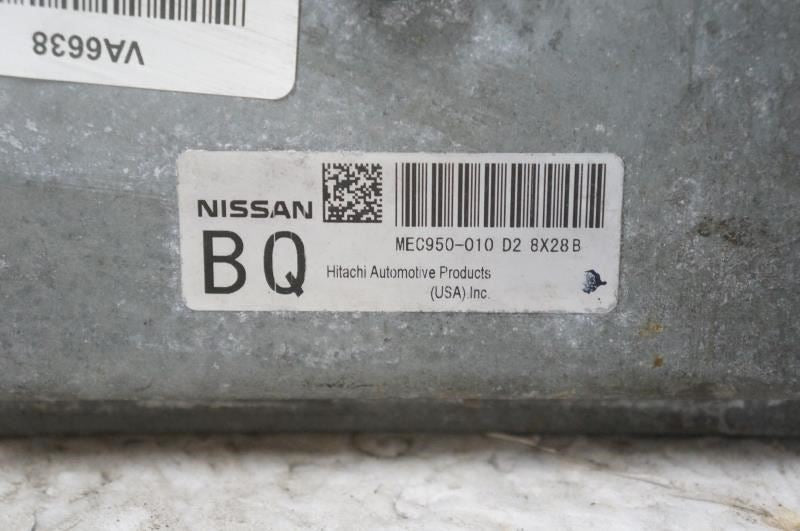 VA6638
NISSAN
BQ
MEC950-010 D2 8X28B
Hitachi Automotive Products
(USA).Inc.